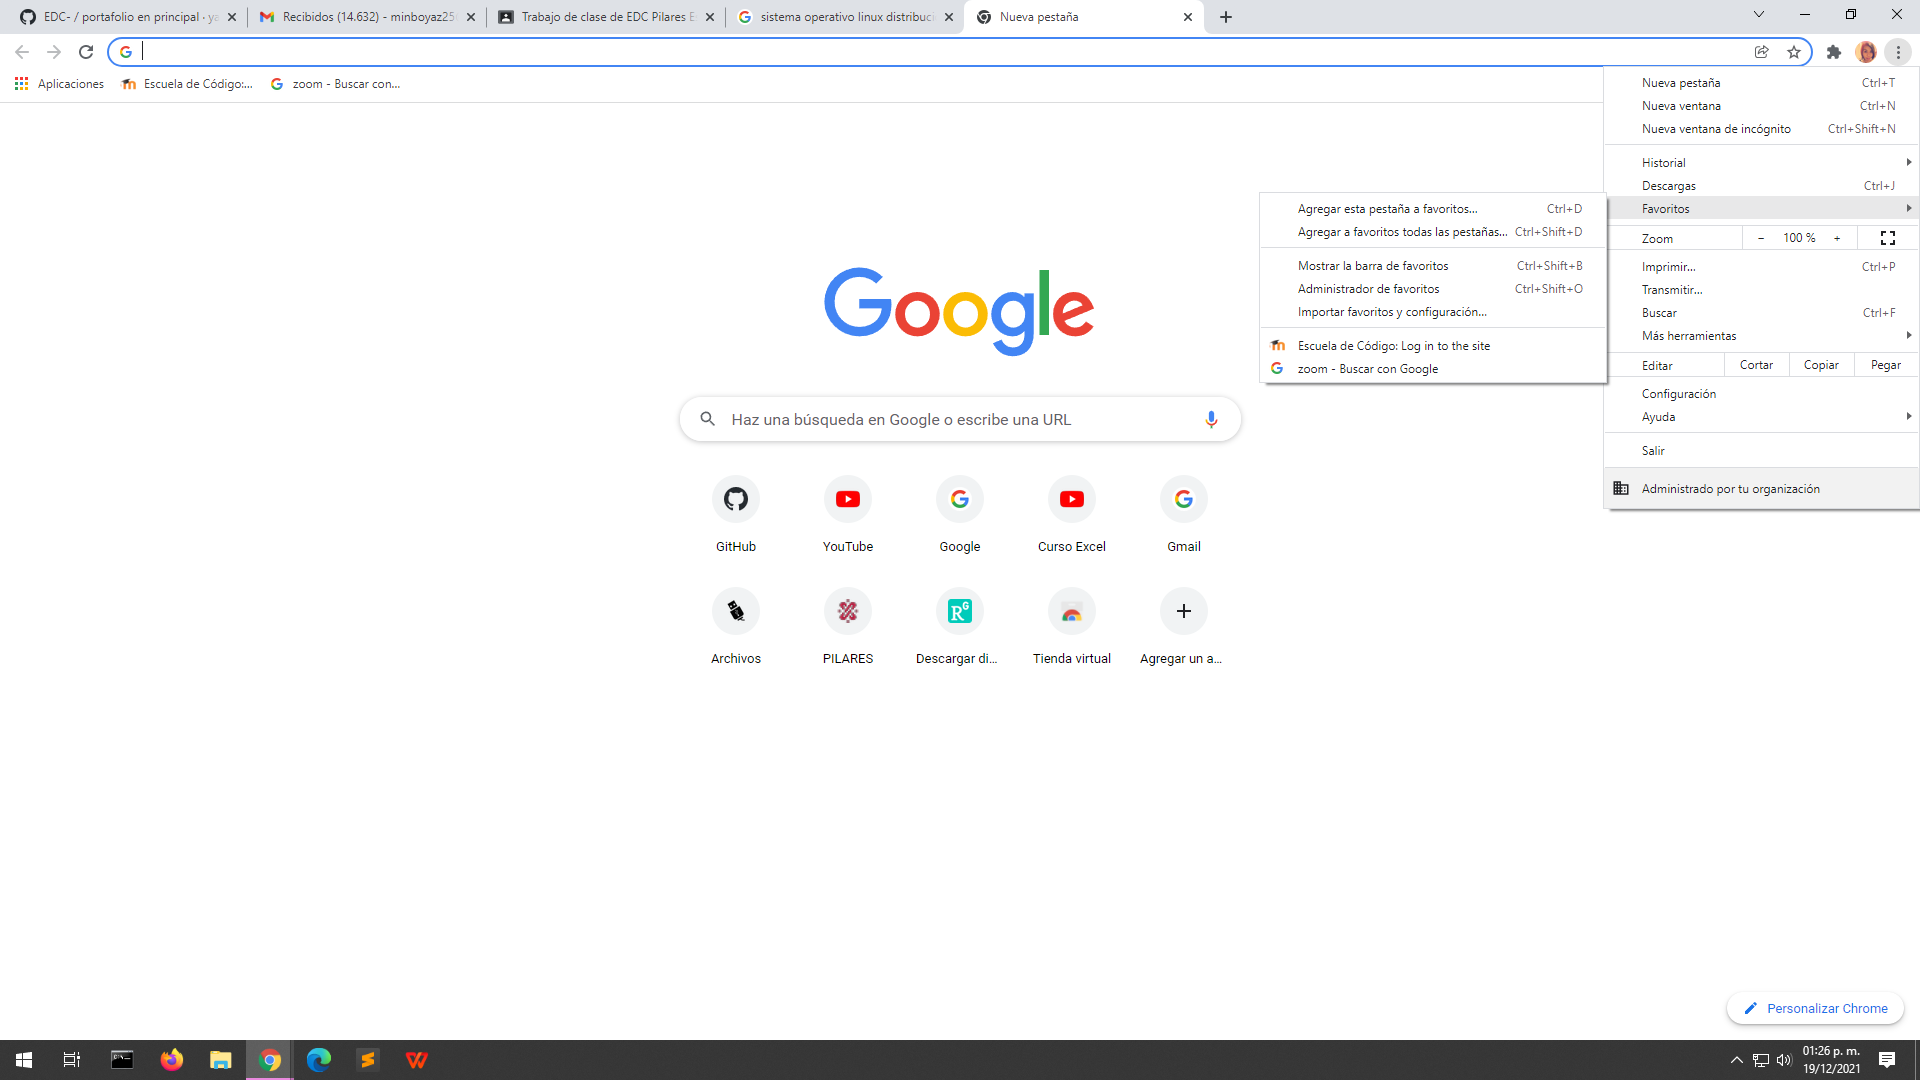 EDC- / portafolio en principal · ya
Recibidos (14.632) - minboyaz25
Trabajo de clase de EDC Pilares E
sistema operativo linux distribuci
Nueva pestaña
Aplicaciones
Escuela de Código:...
zoom - Buscar con...
Nueva pestaña Ctrl+T
Nueva ventana Ctrl+N
Nueva ventana de incógnito Ctrl+Shift+N
Historial
Descargas Ctrl+J
Favoritos
Zoom − 100 % +
Imprimir... Ctrl+P
Transmitir...
Buscar Ctrl+F
Más herramientas
Editar Cortar Copiar Pegar
Configuración
Ayuda
Salir
Administrado por tu organización
Agregar esta pestaña a favoritos... Ctrl+D
Agregar a favoritos todas las pestañas... Ctrl+Shift+D
Mostrar la barra de favoritos Ctrl+Shift+B
Administrador de favoritos Ctrl+Shift+O
Importar favoritos y configuración...
Escuela de Código: Log in to the site
zoom - Buscar con Google
Google
Haz una búsqueda en Google o escribe una URL
GitHub
YouTube
Google
Curso Excel
Gmail
Archivos
PILARES
Descargar di...
Tienda virtual
Agregar un a...
Personalizar Chrome
01:26 p. m.
19/12/2021